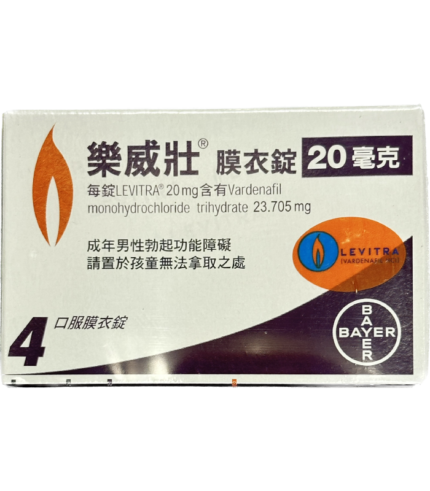 樂威壯® 膜衣錠 20毫克
每錠LEVITRA® 20mg含有Vardenafil
monohydrochloride trihydrate 23.705mg
成年男性勃起功能障礙
請置於孩童無法拿取之處
LEVITRA
4 口服膜衣錠
BAYER
BAYER